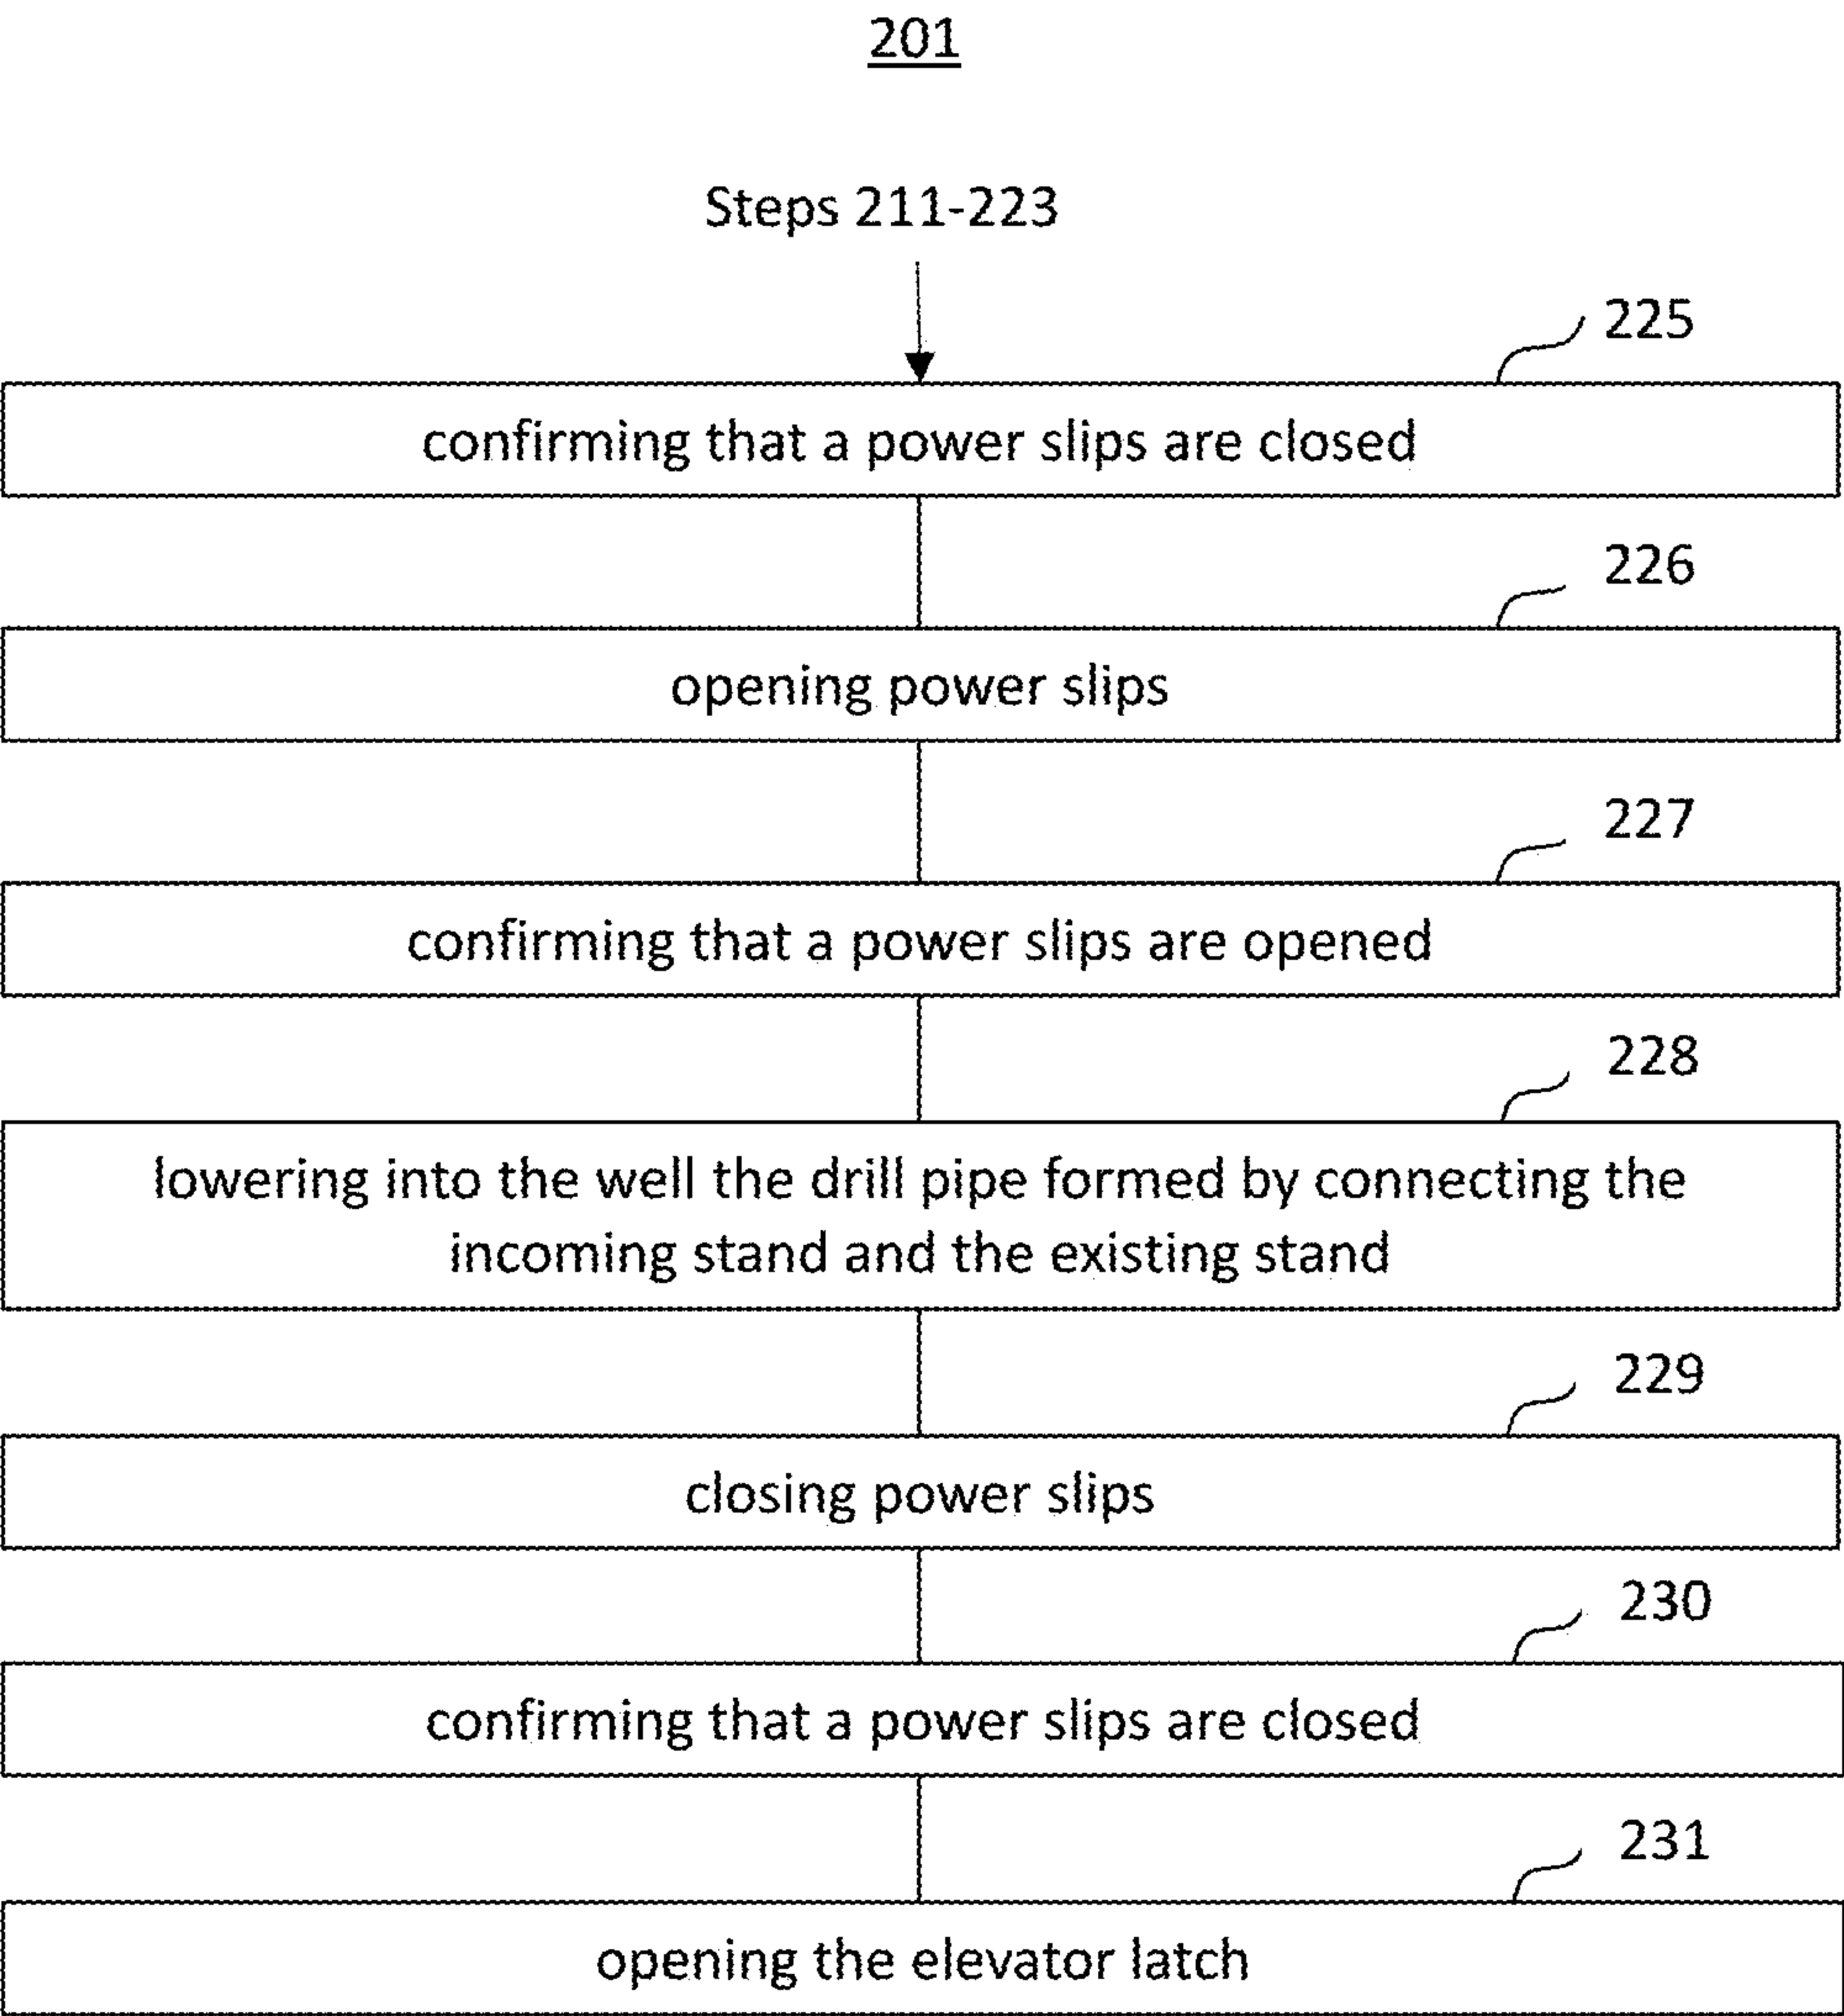 201
Steps 211-223
225
confirming that a power slips are closed
226
opening power slips
227
confirming that a power slips are opened
228
lowering into the well the drill pipe formed by connecting the
incoming stand and the existing stand
229
closing power slips
230
confirming that a power slips are closed
231
opening the elevator latch